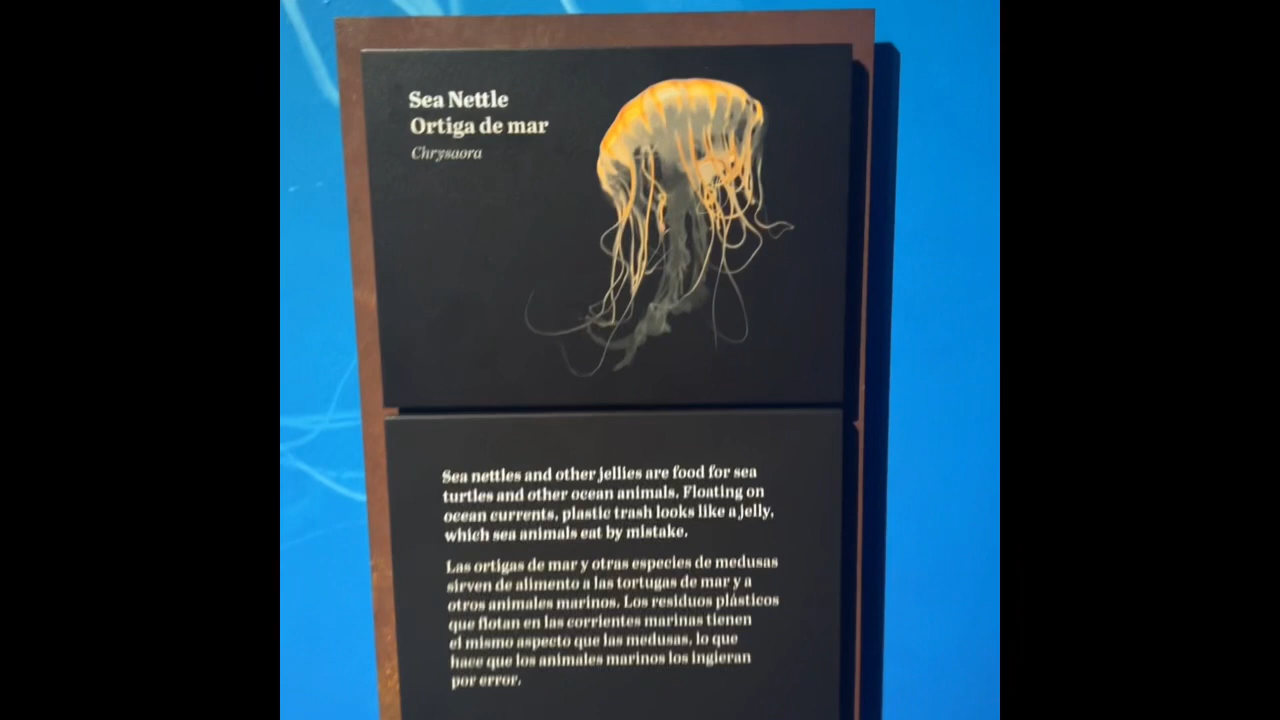 Sea Nettle
Ortiga de mar
Chrysaora
Sea nettles and other jellies are food for sea
turtles and other ocean animals. Floating on
ocean currents, plastic trash looks like a jelly,
which sea animals eat by mistake.
Las ortigas de mar y otras especies de medusas
sirven de alimento a las tortugas de mar y a
otros animales marinos. Los residuos plásticos
que flotan en las corrientes marinas tienen
el mismo aspecto que las medusas, lo que
hace que los animales marinos los ingieran
por error.